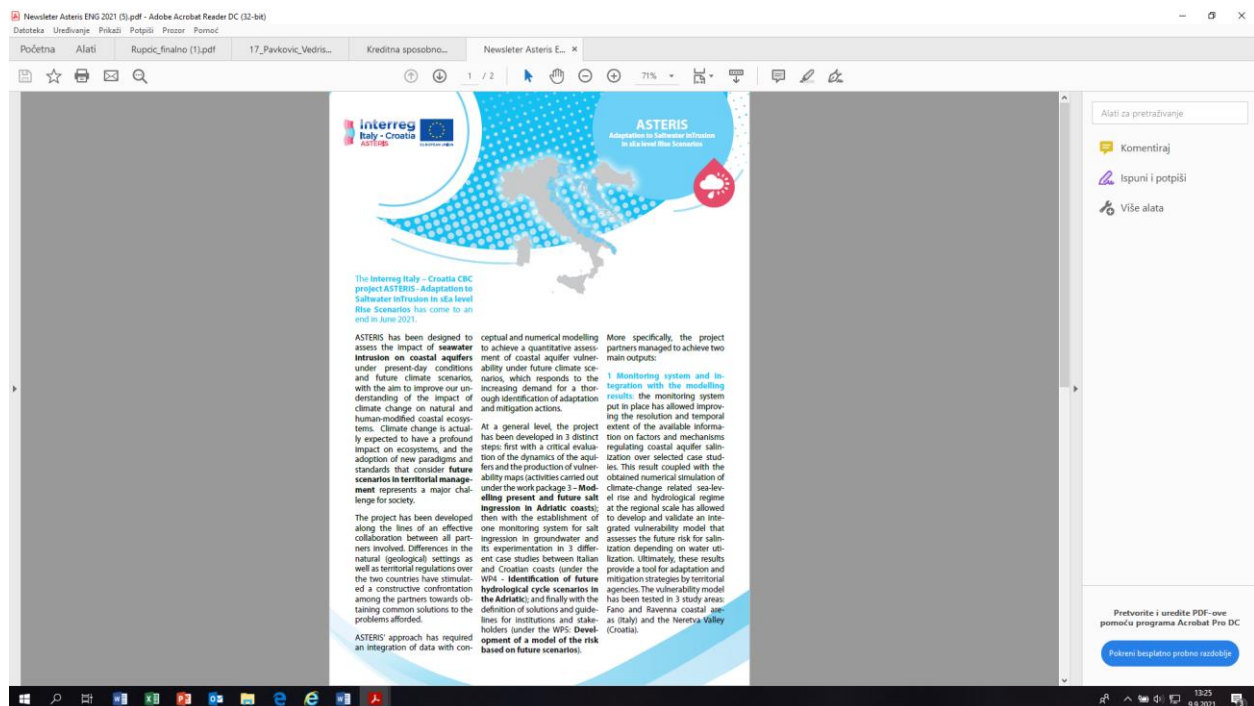 Newsleter Asteris ENG 2021 (5).pdf - Adobe Acrobat Reader DC (32-bit)
Datoteka Uređivanje Prikaži Potpiši Prozor Pomoć
Početna Alati Rupcic_finalno (1).pdf 17_Pavkovic_Vedris... Kreditna sposobno... Newsleter Asteris E... ×
1 / 2 71%
Alati za pretraživanje
Komentiraj
Ispuni i potpiši
Više alata
Interreg
Italy - Croatia
ASTERIS
EUROPEAN UNION
ASTERIS
Adaptation to Saltwater inTrusion
in sEa level Rise Scenarios
The Interreg Italy – Croatia CBC
project ASTERIS - Adaptation to
Saltwater inTrusion in sEa level
Rise Scenarios has come to an
end in June 2021.
ASTERIS has been designed to
assess the impact of seawater
intrusion on coastal aquifers
under present-day conditions
and future climate scenarios,
with the aim to improve our un-
derstanding of the impact of
climate change on natural and
human-modified coastal ecosys-
tems. Climate change is actual-
ly expected to have a profound
impact on ecosystems, and the
adoption of new paradigms and
standards that consider future
scenarios in territorial manage-
ment represents a major chal-
lenge for society.
The project has been developed
along the lines of an effective
collaboration between all part-
ners involved. Differences in the
natural (geological) settings as
well as territorial regulations over
the two countries have stimulat-
ed a constructive confrontation
among the partners towards ob-
taining common solutions to the
problems afforded.
ASTERIS' approach has required
an integration of data with con-
ceptual and numerical modelling
to achieve a quantitative assess-
ment of coastal aquifer vulner-
ability under future climate sce-
narios, which responds to the
increasing demand for a thor-
ough identification of adaptation
and mitigation actions.
At a general level, the project
has been developed in 3 distinct
steps: first with a critical evalua-
tion of the dynamics of the aqui-
fers and the production of vulner-
ability maps (activities carried out
under the work package 3 – Mod-
elling present and future salt
ingression in Adriatic coasts);
then with the establishment of
one monitoring system for salt
ingression in groundwater and
its experimentation in 3 differ-
ent case studies between Italian
and Croatian coasts (under the
WP4 - Identification of future
hydrological cycle scenarios in
the Adriatic); and finally with the
definition of solutions and guide-
lines for institutions and stake-
holders (under the WP5: Devel-
opment of a model of the risk
based on future scenarios).
More specifically, the project
partners managed to achieve two
main outputs:
1 Monitoring system and in-
tegration with the modelling
results: the monitoring system
put in place has allowed improv-
ing the resolution and temporal
extent of the available informa-
tion on factors and mechanisms
regulating coastal aquifer salin-
ization over selected case stud-
ies. This result coupled with the
obtained numerical simulation of
climate-change related sea-lev-
el rise and hydrological regime
at the regional scale has allowed
to develop and validate an inte-
grated vulnerability model that
assesses the future risk for salin-
ization depending on water uti-
lization. Ultimately, these results
provide a tool for adaptation and
mitigation strategies by territorial
agencies. The vulnerability model
has been tested in 3 study areas:
Fano and Ravenna coastal are-
as (Italy) and the Neretva Valley
(Croatia).
Pretvorite i uredite PDF-ove
pomoću programa Acrobat Pro DC
Pokreni besplatno probno razdoblje
13:25
9.9.2021.